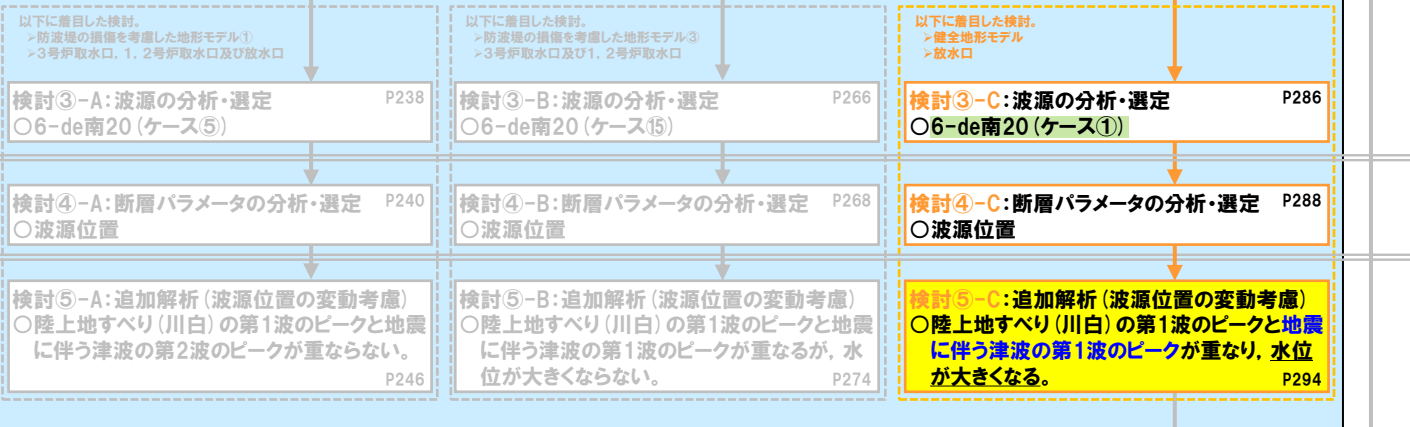 以下に着目した検討。
➢防波堤の損傷を考慮した地形モデル①
➢3号炉取水口，1，2号炉取水口及び放水口
検討③-A：波源の分析・選定 P238
○6-de南20（ケース⑤）
検討④-A：断層パラメータの分析・選定 P240
○波源位置
検討⑤-A：追加解析（波源位置の変動考慮）
○陸上地すべり（川白）の第1波のピークと地震
に伴う津波の第2波のピークが重ならない。
P246
以下に着目した検討。
➢防波堤の損傷を考慮した地形モデル③
➢3号炉取水口及び1，2号炉取水口
検討③-B：波源の分析・選定 P266
○6-de南20（ケース⑮）
検討④-B：断層パラメータの分析・選定 P268
○波源位置
検討⑤-B：追加解析（波源位置の変動考慮）
○陸上地すべり（川白）の第1波のピークと地震
に伴う津波の第1波のピークが重なるが，水
位が大きくならない。 P274
以下に着目した検討。
➢健全地形モデル
➢放水口
検討③-C：波源の分析・選定 P286
○6-de南20（ケース①）
検討④-C：断層パラメータの分析・選定 P288
○波源位置
検討⑤-C：追加解析（波源位置の変動考慮）
○陸上地すべり（川白）の第1波のピークと地震
に伴う津波の第1波のピークが重なり，水位
が大きくなる。 P294